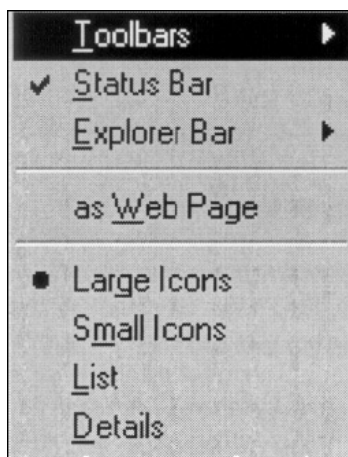 Toolbars
Status Bar
Explorer Bar
as Web Page
Large Icons
Small Icons
List
Details